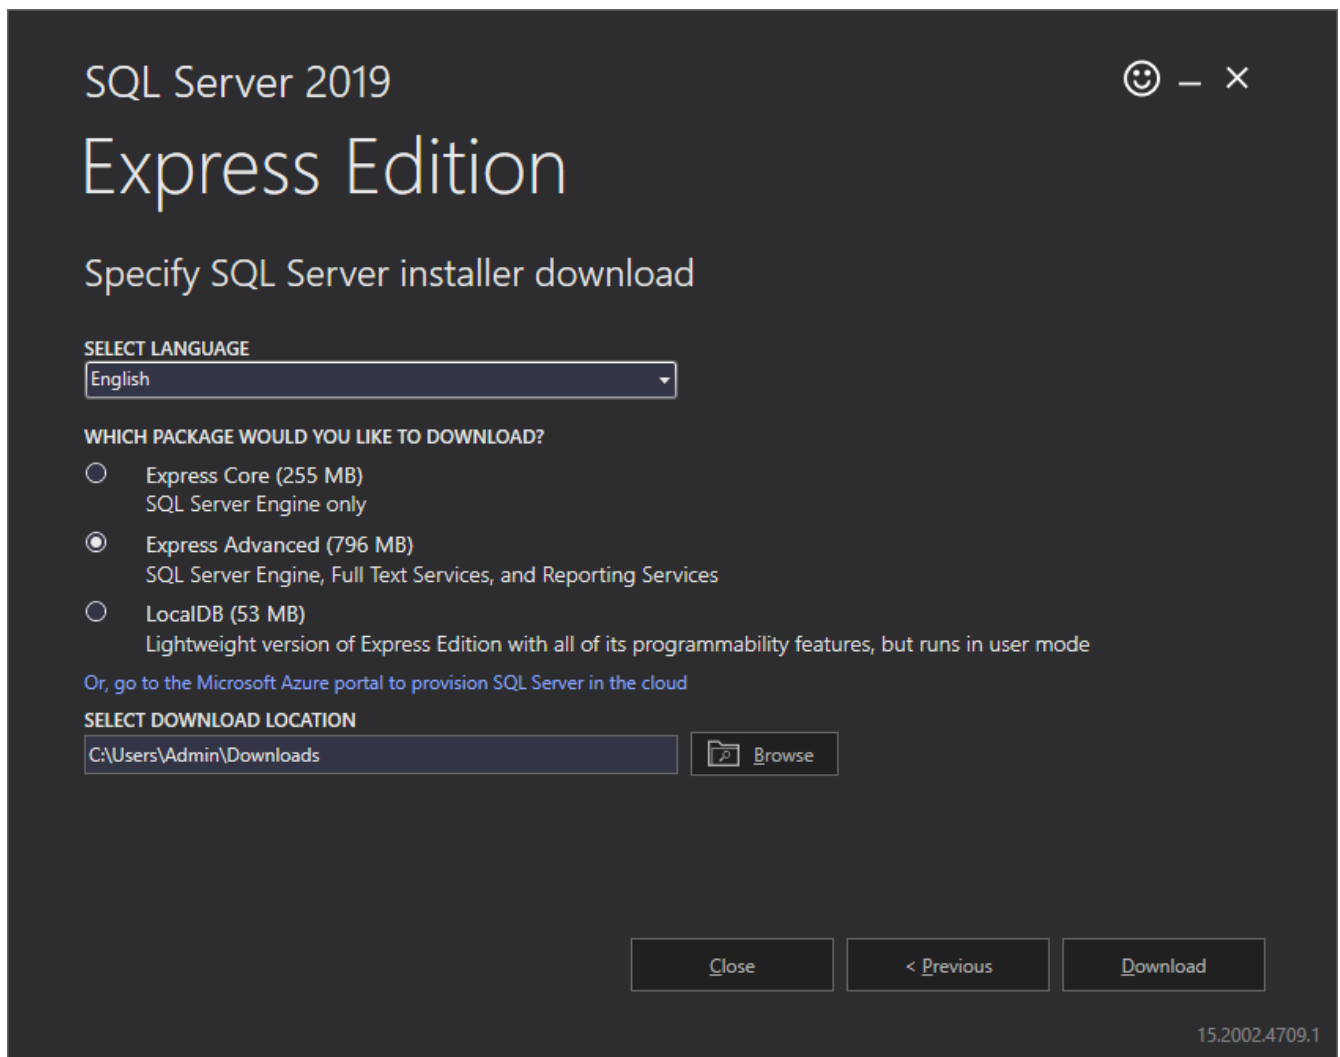 SQL Server 2019
Express Edition
Specify SQL Server installer download
SELECT LANGUAGE
English
WHICH PACKAGE WOULD YOU LIKE TO DOWNLOAD?
Express Core (255 MB)
SQL Server Engine only
Express Advanced (796 MB)
SQL Server Engine, Full Text Services, and Reporting Services
LocalDB (53 MB)
Lightweight version of Express Edition with all of its programmability features, but runs in user mode
Or, go to the Microsoft Azure portal to provision SQL Server in the cloud
SELECT DOWNLOAD LOCATION
C:\Users\Admin\Downloads
Browse
Close
< Previous
Download
15.2002.4709.1